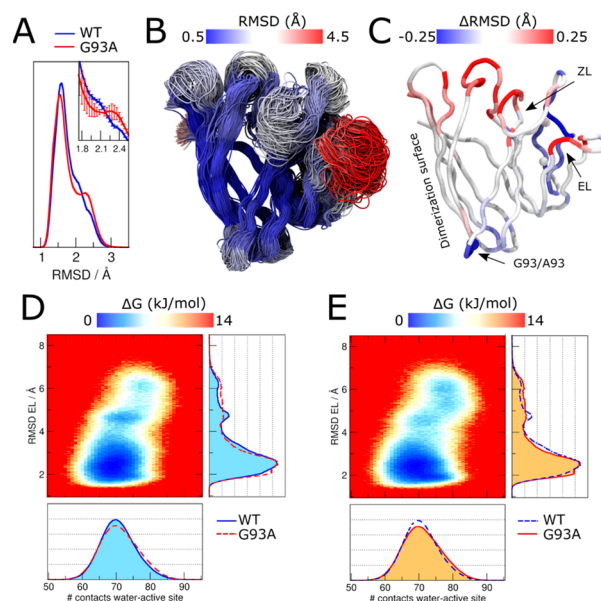 A
WT
G93A
1.8 2.1 2.4
1 2 3
RMSD / Å
B
RMSD (Å)
0.5 4.5
C
ΔRMSD (Å)
-0.25 0.25
ZL
EL
Dimerization surface
G93/A93
D
ΔG (kJ/mol)
0 14
8
6
4
2
RMSD EL / Å
WT
G93A
50 60 70 80 90
# contacts water-active site
E
ΔG (kJ/mol)
0 14
8
6
4
2
RMSD EL / Å
WT
G93A
50 60 70 80 90
# contacts water-active site